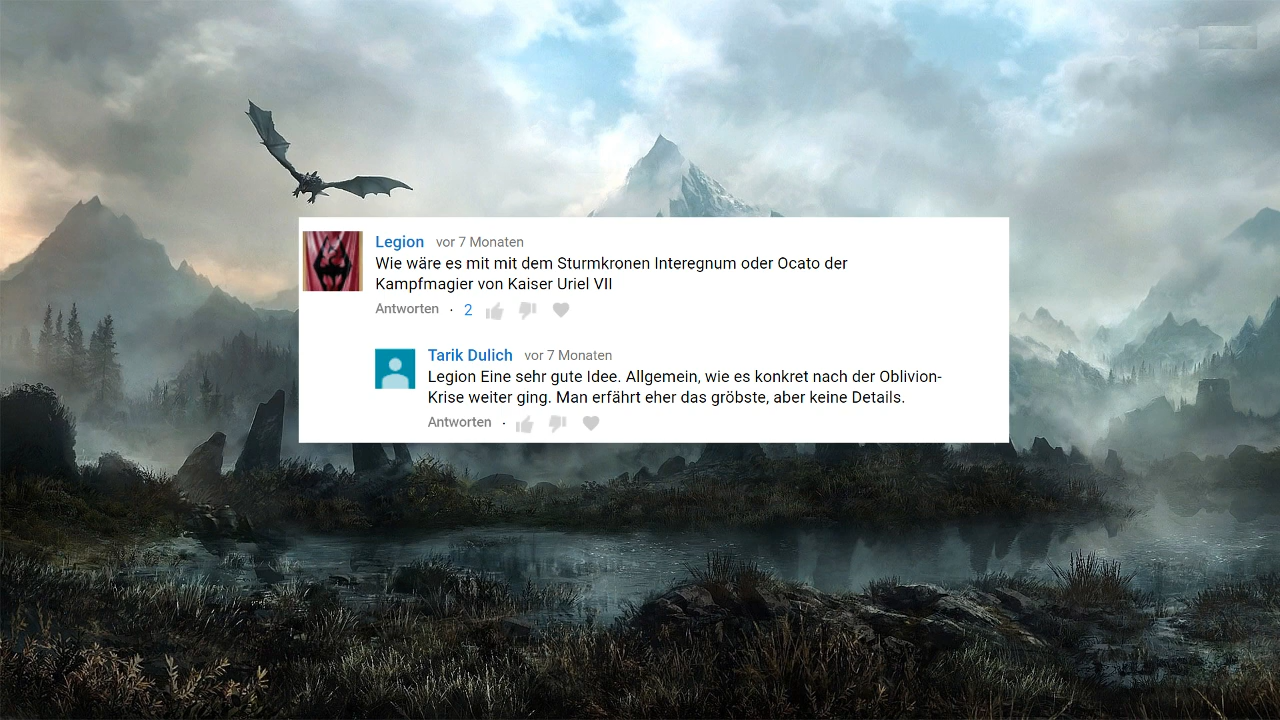 Legion vor 7 Monaten
Wie wäre es mit mit dem Sturmkronen Interegnum oder Ocato der
Kampfmagier von Kaiser Uriel VII
Antworten · 2
Tarik Dulich vor 7 Monaten
Legion Eine sehr gute Idee. Allgemein, wie es konkret nach der Oblivion-
Krise weiter ging. Man erfährt eher das gröbste, aber keine Details.
Antworten ·